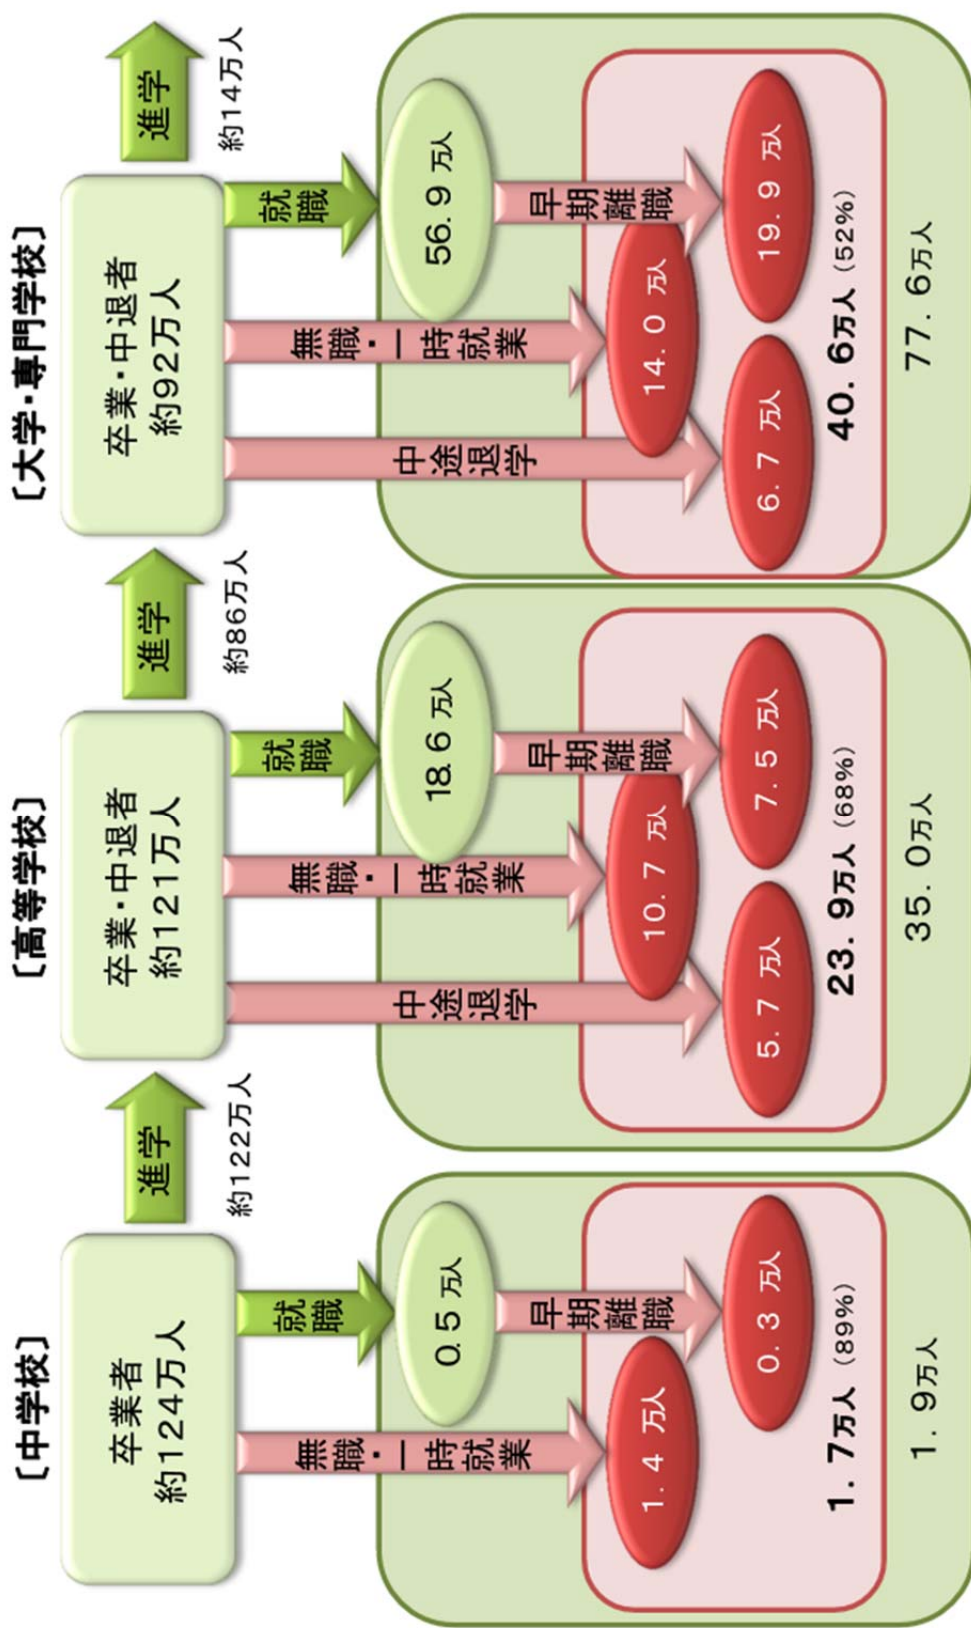 〔中学校〕
卒業者
約124万人
進学
約122万人
無職・一時就業
就職
0.5万人
早期離職
1.4万人
0.3万人
1.7万人(89%)
1.9万人
〔高等学校〕
卒業・中退者
約121万人
進学
約86万人
中途退学
無職・一時就業
就職
18.6万人
早期離職
10.7万人
5.7万人
7.5万人
23.9万人(68%)
35.0万人
〔大学・専門学校〕
卒業・中退者
約92万人
進学
約14万人
中途退学
無職・一時就業
就職
56.9万人
早期離職
14.0万人
6.7万人
19.9万人
40.6万人(52%)
77.6万人